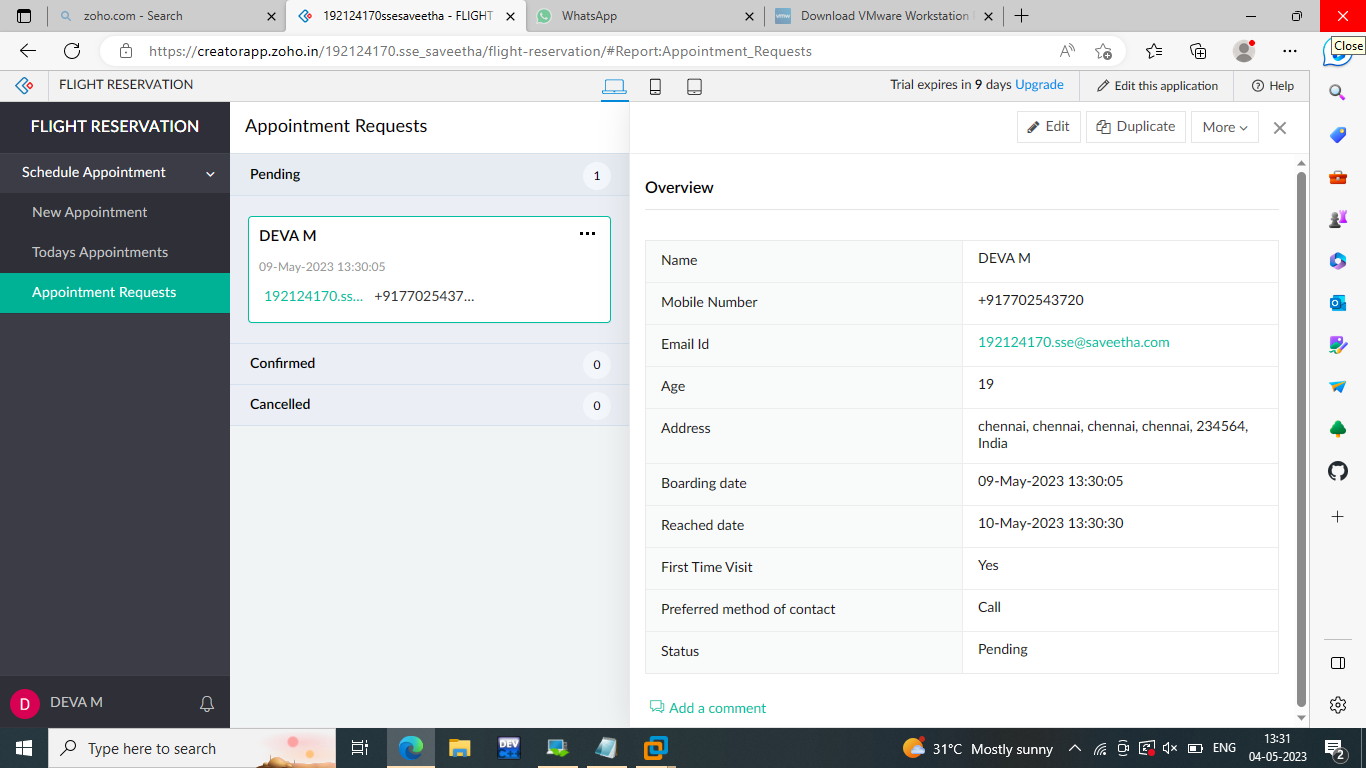 zoho.com - Search
192124170ssesaveetha - FLIGHT
WhatsApp
Download VMware Workstation
Close
https://creatorapp.zoho.in/192124170.sse_saveetha/flight-reservation/#Report:Appointment_Requests
FLIGHT RESERVATION
Trial expires in 9 days Upgrade
Edit this application
Help
FLIGHT RESERVATION
Schedule Appointment
New Appointment
Todays Appointments
Appointment Requests
DEVA M
D
Appointment Requests
Pending 1
DEVA M
09-May-2023 13:30:05
192124170.ss... +9177025437...
Confirmed 0
Cancelled 0
Edit
Duplicate
More
Overview
Name DEVA M
Mobile Number +917702543720
Email Id 192124170.sse@saveetha.com
Age 19
Address chennai, chennai, chennai, chennai, 234564,
India
Boarding date 09-May-2023 13:30:05
Reached date 10-May-2023 13:30:30
First Time Visit Yes
Preferred method of contact Call
Status Pending
Add a comment
Type here to search
DEV
31°C Mostly sunny
ENG
13:31
04-05-2023
2